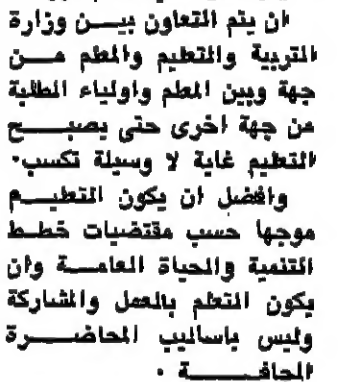 ان يتم التعاون بين وزارة
التربية والتعليم والمعلم من
جهة وبين المعلم واولياء الطلبة
من جهة اخرى حتى يصبح
التعليم غاية لا وسيلة تكسب.
وافضل ان يكون التعليم
موجها حسب مقتضيات خطط
التنمية والحياة العامة وان
يكون التعلم بالعمل والمشاركة
وليس باساليب المحاضرة
الجافة .